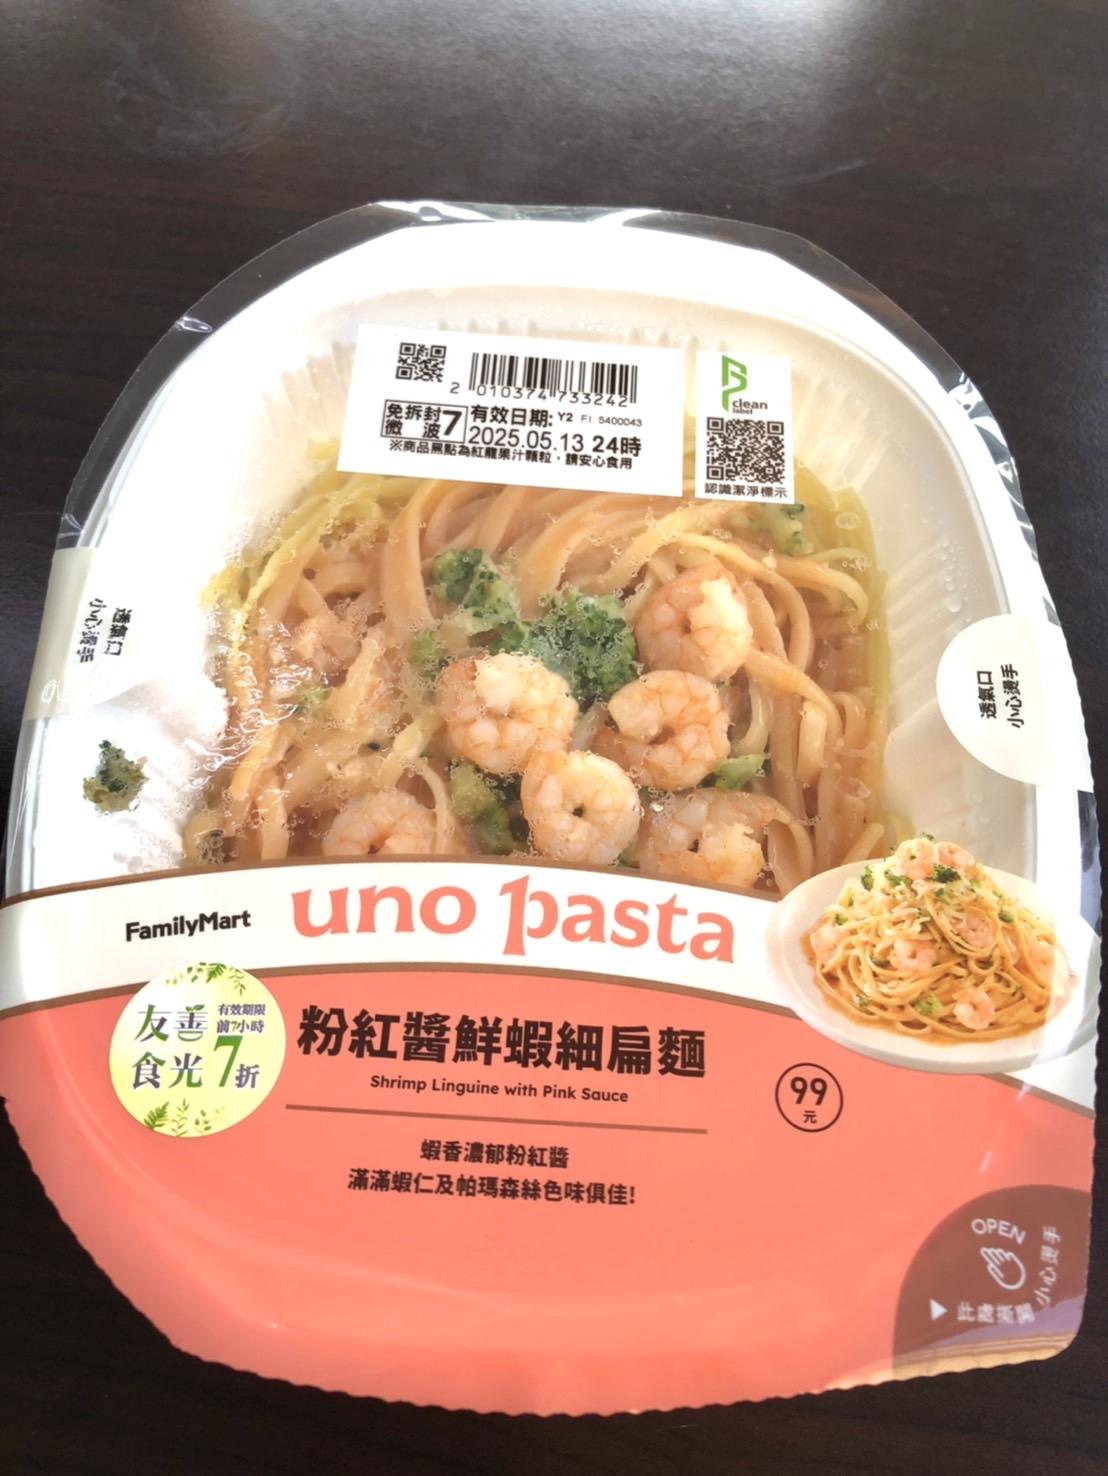 2 010374 733242
免拆封
微波 7
有效日期: Y2 FI 5400043
2025.05.13 24時
※商品黑點為紅龍果汁顆粒,請安心食用
clean
label
認識潔淨標示
透氣口
小心燙手
透氣口
小心燙手
FamilyMart
uno pasta
友善
食光
有效期限
前7小時
7折
粉紅醬鮮蝦細扁麵
Shrimp Linguine with Pink Sauce
99
元
蝦香濃郁粉紅醬
滿滿蝦仁及帕瑪森絲色味俱佳!
OPEN
小心燙手
此處撕開